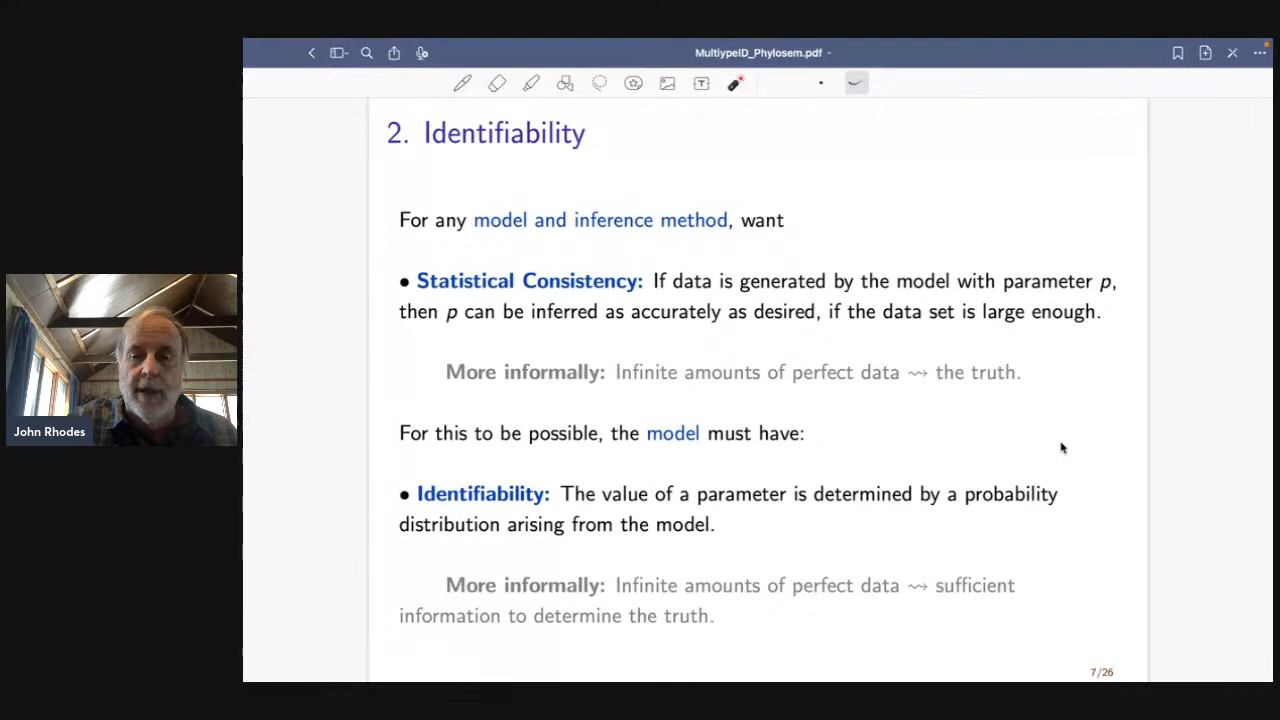 MultiypeID_Phylosem.pdf
2. Identifiability
For any model and inference method, want
• Statistical Consistency: If data is generated by the model with parameter p,
then p can be inferred as accurately as desired, if the data set is large enough.
More informally: Infinite amounts of perfect data ⇝ the truth.
For this to be possible, the model must have:
• Identifiability: The value of a parameter is determined by a probability
distribution arising from the model.
More informally: Infinite amounts of perfect data ⇝ sufficient
information to determine the truth.
7/26
John Rhodes